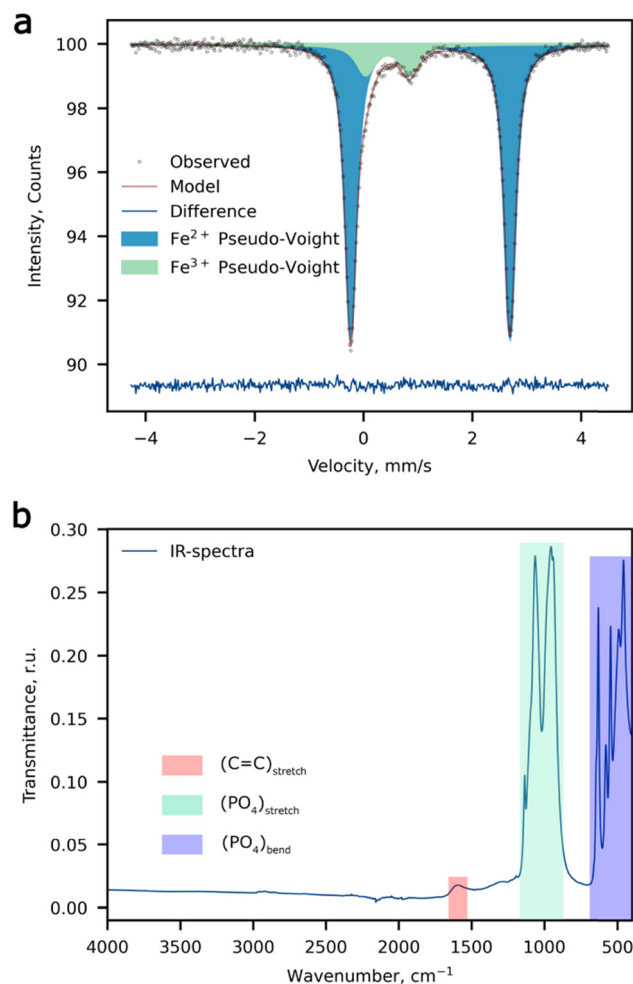 a
100
98
96
94
92
90
Intensity, Counts
Observed
Model
Difference
Fe²⁺ Pseudo-Voight
Fe³⁺ Pseudo-Voight
−4
−2
0
2
4
Velocity, mm/s
b
0.30
0.25
0.20
0.15
0.10
0.05
0.00
Transmittance, r.u.
IR-spectra
(C=C)stretch
(PO₄)stretch
(PO₄)bend
4000
3500
3000
2500
2000
1500
1000
500
Wavenumber, cm⁻¹